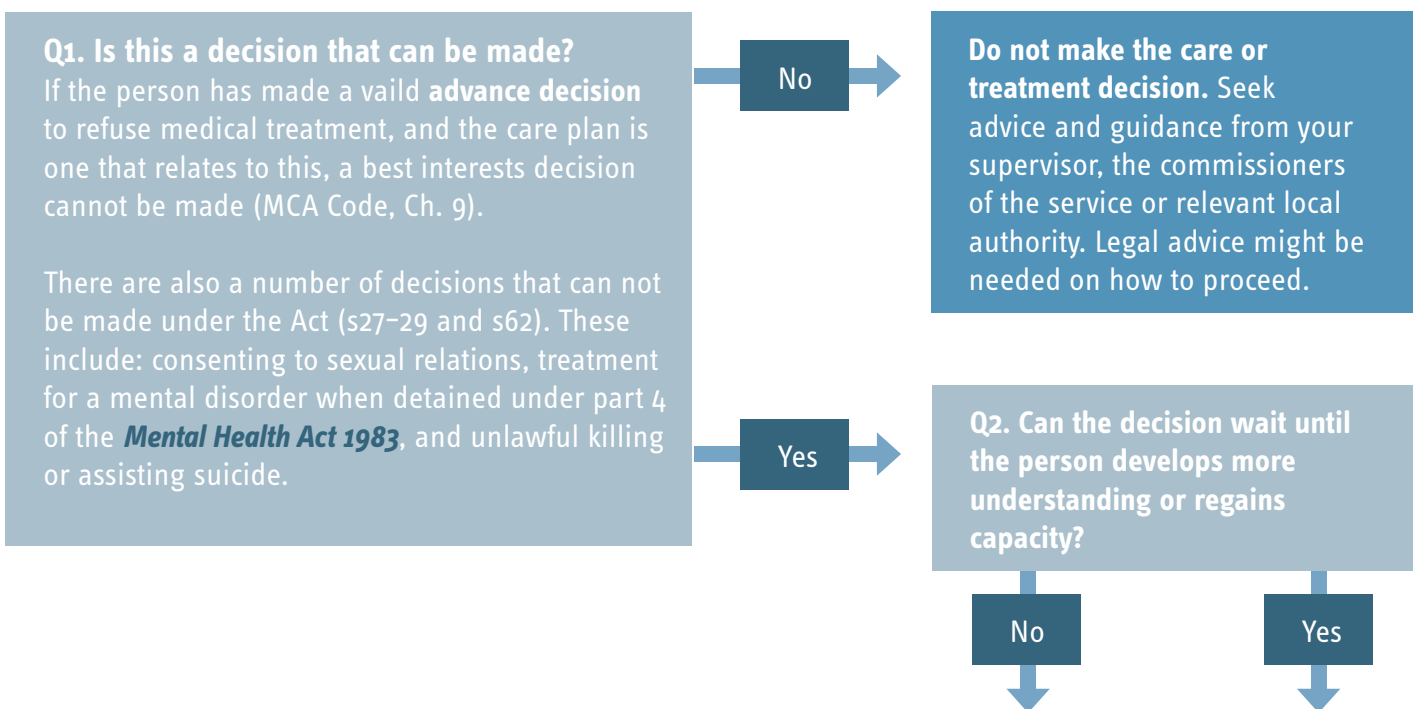 Q1. Is this a decision that can be made?
If the person has made a vaild advance decision
to refuse medical treatment, and the care plan is
one that relates to this, a best interests decision
cannot be made (MCA Code, Ch. 9).
There are also a number of decisions that can not
be made under the Act (s27–29 and s62). These
include: consenting to sexual relations, treatment
for a mental disorder when detained under part 4
of the Mental Health Act 1983, and unlawful killing
or assisting suicide.
No
Do not make the care or
treatment decision. Seek
advice and guidance from your
supervisor, the commissioners
of the service or relevant local
authority. Legal advice might be
needed on how to proceed.
Yes
Q2. Can the decision wait until
the person develops more
understanding or regains
capacity?
No
Yes